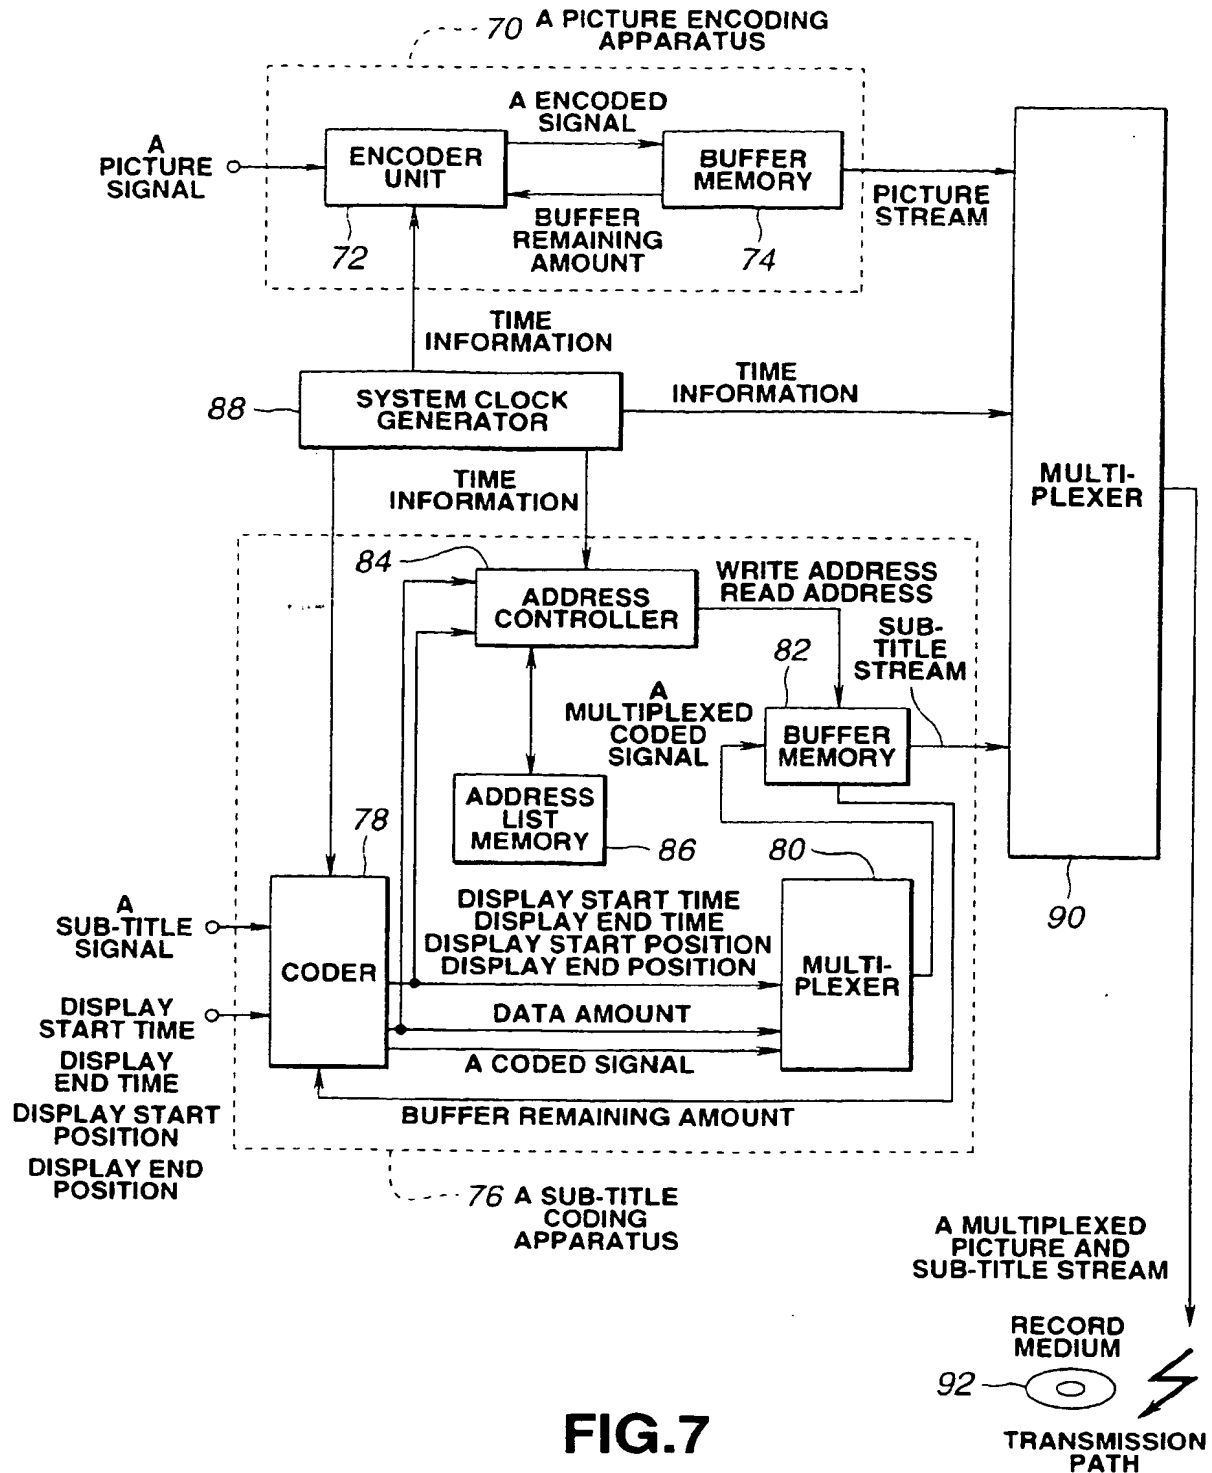 70 A PICTURE ENCODING
APPARATUS
A ENCODED
SIGNAL
A
PICTURE
SIGNAL
ENCODER
UNIT
BUFFER
MEMORY
PICTURE
STREAM
72
BUFFER
REMAINING
AMOUNT
74
TIME
INFORMATION
88
SYSTEM CLOCK
GENERATOR
TIME
INFORMATION
TIME
INFORMATION
MULTI-
PLEXER
84
ADDRESS
CONTROLLER
WRITE ADDRESS
READ ADDRESS
SUB-
TITLE
STREAM
82
A
MULTIPLEXED
CODED
SIGNAL
BUFFER
MEMORY
ADDRESS
LIST
MEMORY
78
86
80
90
A
SUB-TITLE
SIGNAL
CODER
DISPLAY START TIME
DISPLAY END TIME
DISPLAY START POSITION
DISPLAY END POSITION
MULTI-
PLEXER
DATA AMOUNT
A CODED SIGNAL
DISPLAY
START TIME
DISPLAY
END TIME
DISPLAY START
POSITION
DISPLAY END
POSITION
BUFFER REMAINING AMOUNT
76 A SUB-TITLE
CODING
APPARATUS
A MULTIPLEXED
PICTURE AND
SUB-TITLE STREAM
RECORD
MEDIUM
92
TRANSMISSION
PATH
FIG.7